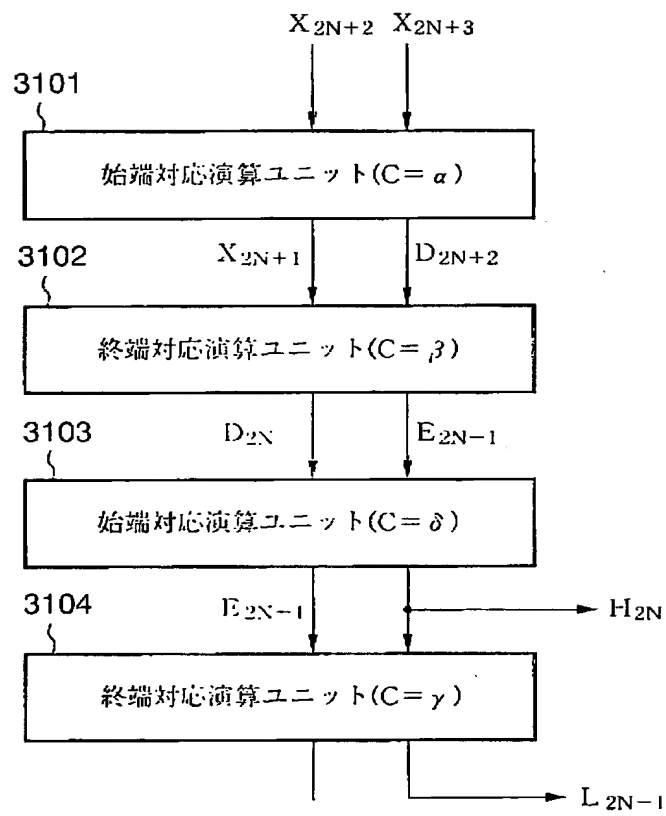 X2N+2 X2N+3
3101
始端対応演算ユニット(C=α)
X2N+1 D2N+2
3102
終端対応演算ユニット(C=β)
D2N E2N-1
3103
始端対応演算ユニット(C=δ)
E2N-1 H2N
3104
終端対応演算ユニット(C=γ)
L2N-1